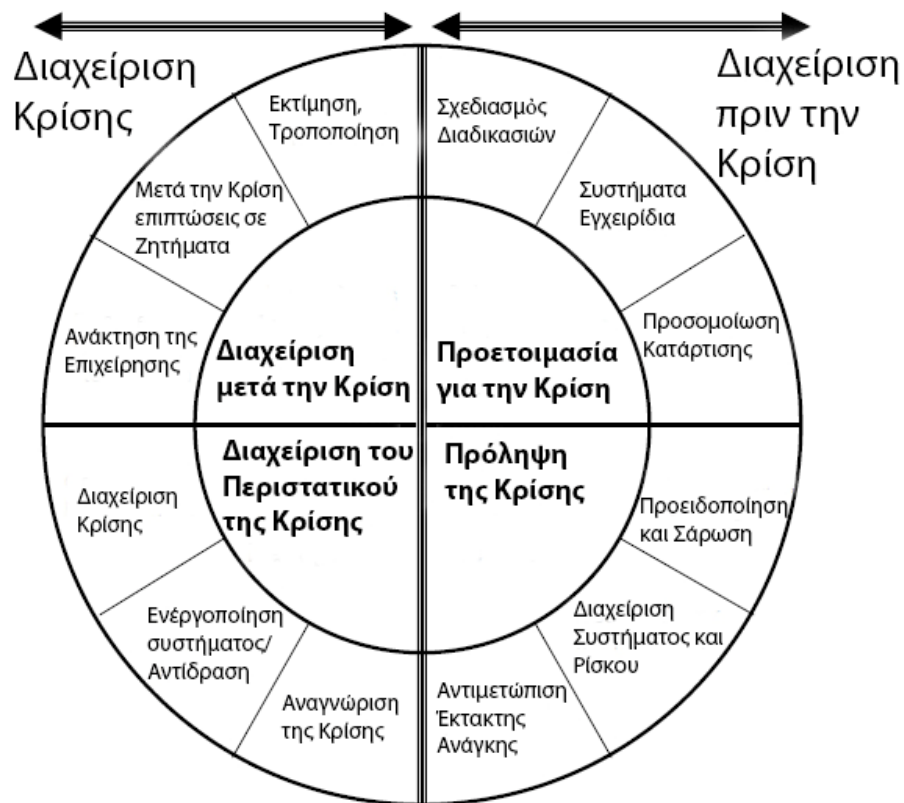 Διαχείριση
Κρίσης
Διαχείριση
πριν την
Κρίση
Εκτίμηση,
Τροποποίηση
Σχεδιασμός
Διαδικασιών
Μετά την Κρίση
επιπτώσεις σε
Ζητήματα
Συστήματα
Εγχειρίδια
Ανάκτηση της
Επιχείρησης
Προσομοίωση
Κατάρτισης
Διαχείριση
μετά την Κρίση
Προετοιμασία
για την Κρίση
Διαχείριση του
Περιστατικού
της Κρίσης
Πρόληψη
της Κρίσης
Διαχείριση
Κρίσης
Προειδοποίηση
και Σάρωση
Ενέργοποίηση
συστήματος/
Αντίδραση
Διαχείριση
Συστήματος και
Ρίσκου
Αναγνώριση
της Κρίσης
Αντιμετώπιση
Έκτακτης
Ανάγκης